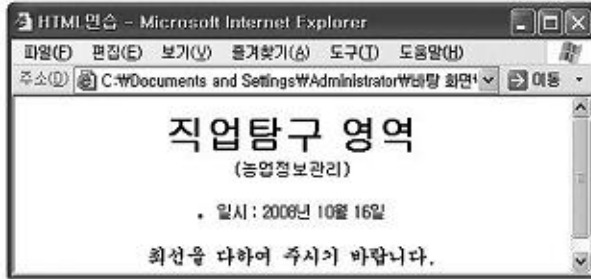 HTML연습 - Microsoft Internet Explorer
파일(F) 편집(E) 보기(V) 즐겨찾기(A) 도구(T) 도움말(H)
주소(D) C:₩Documents and Settings₩Administrator₩바탕 화면₩ 이동
직업탐구 영역
(농업정보관리)
• 일시 : 2008년 10월 16일
최선을 다하여 주시기 바랍니다.